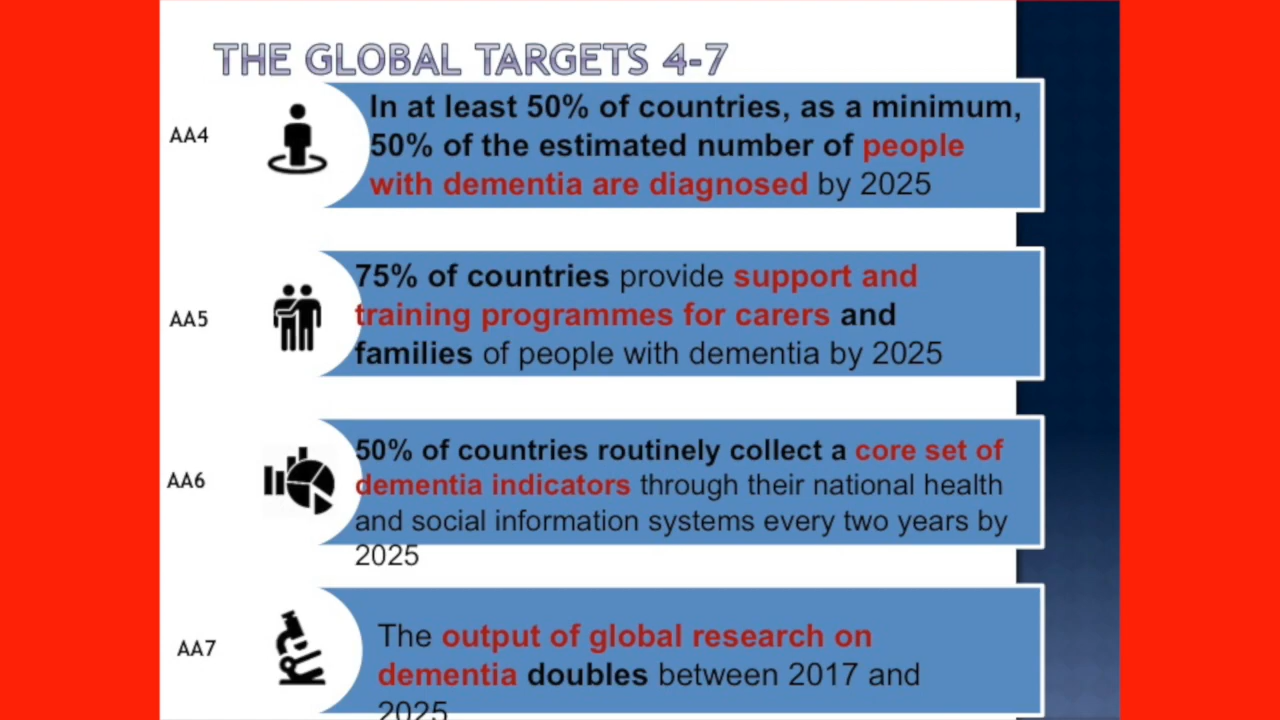 THE GLOBAL TARGETS 4-7
AA4
In at least 50% of countries, as a minimum,
50% of the estimated number of people
with dementia are diagnosed by 2025
AA5
75% of countries provide support and
training programmes for carers and
families of people with dementia by 2025
AA6
50% of countries routinely collect a core set of
dementia indicators through their national health
and social information systems every two years by
2025
AA7
The output of global research on
dementia doubles between 2017 and
2025